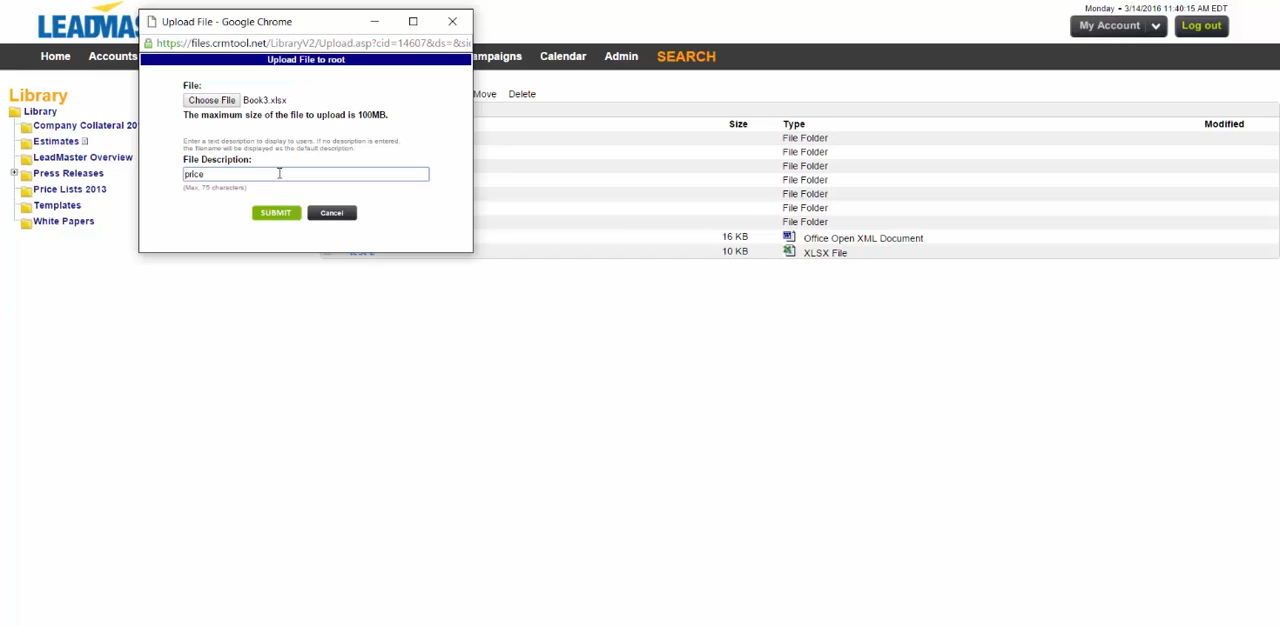 Upload File - Google Chrome
https://files.crmtool.net/LibraryV2/Upload.asp?cid=14607&ds=&si
Upload File to root
File:
Choose File Book3.xlsx
The maximum size of the file to upload is 100MB.
Enter a text description to display to users. If no description is entered,
the filename will be displayed as the default description.
File Description:
price
(Max. 75 characters)
SUBMIT Cancel
LEADMAS
Monday - 3/14/2016 11:40:15 AM EDT
My Account Log out
Home Accounts mpaigns Calendar Admin SEARCH
Library
Library
Company Collateral 20
Estimates
LeadMaster Overview
Press Releases
Price Lists 2013
Templates
White Papers
Move Delete
Size Type Modified
File Folder
File Folder
File Folder
File Folder
File Folder
File Folder
File Folder
16 KB Office Open XML Document
10 KB XLSX File